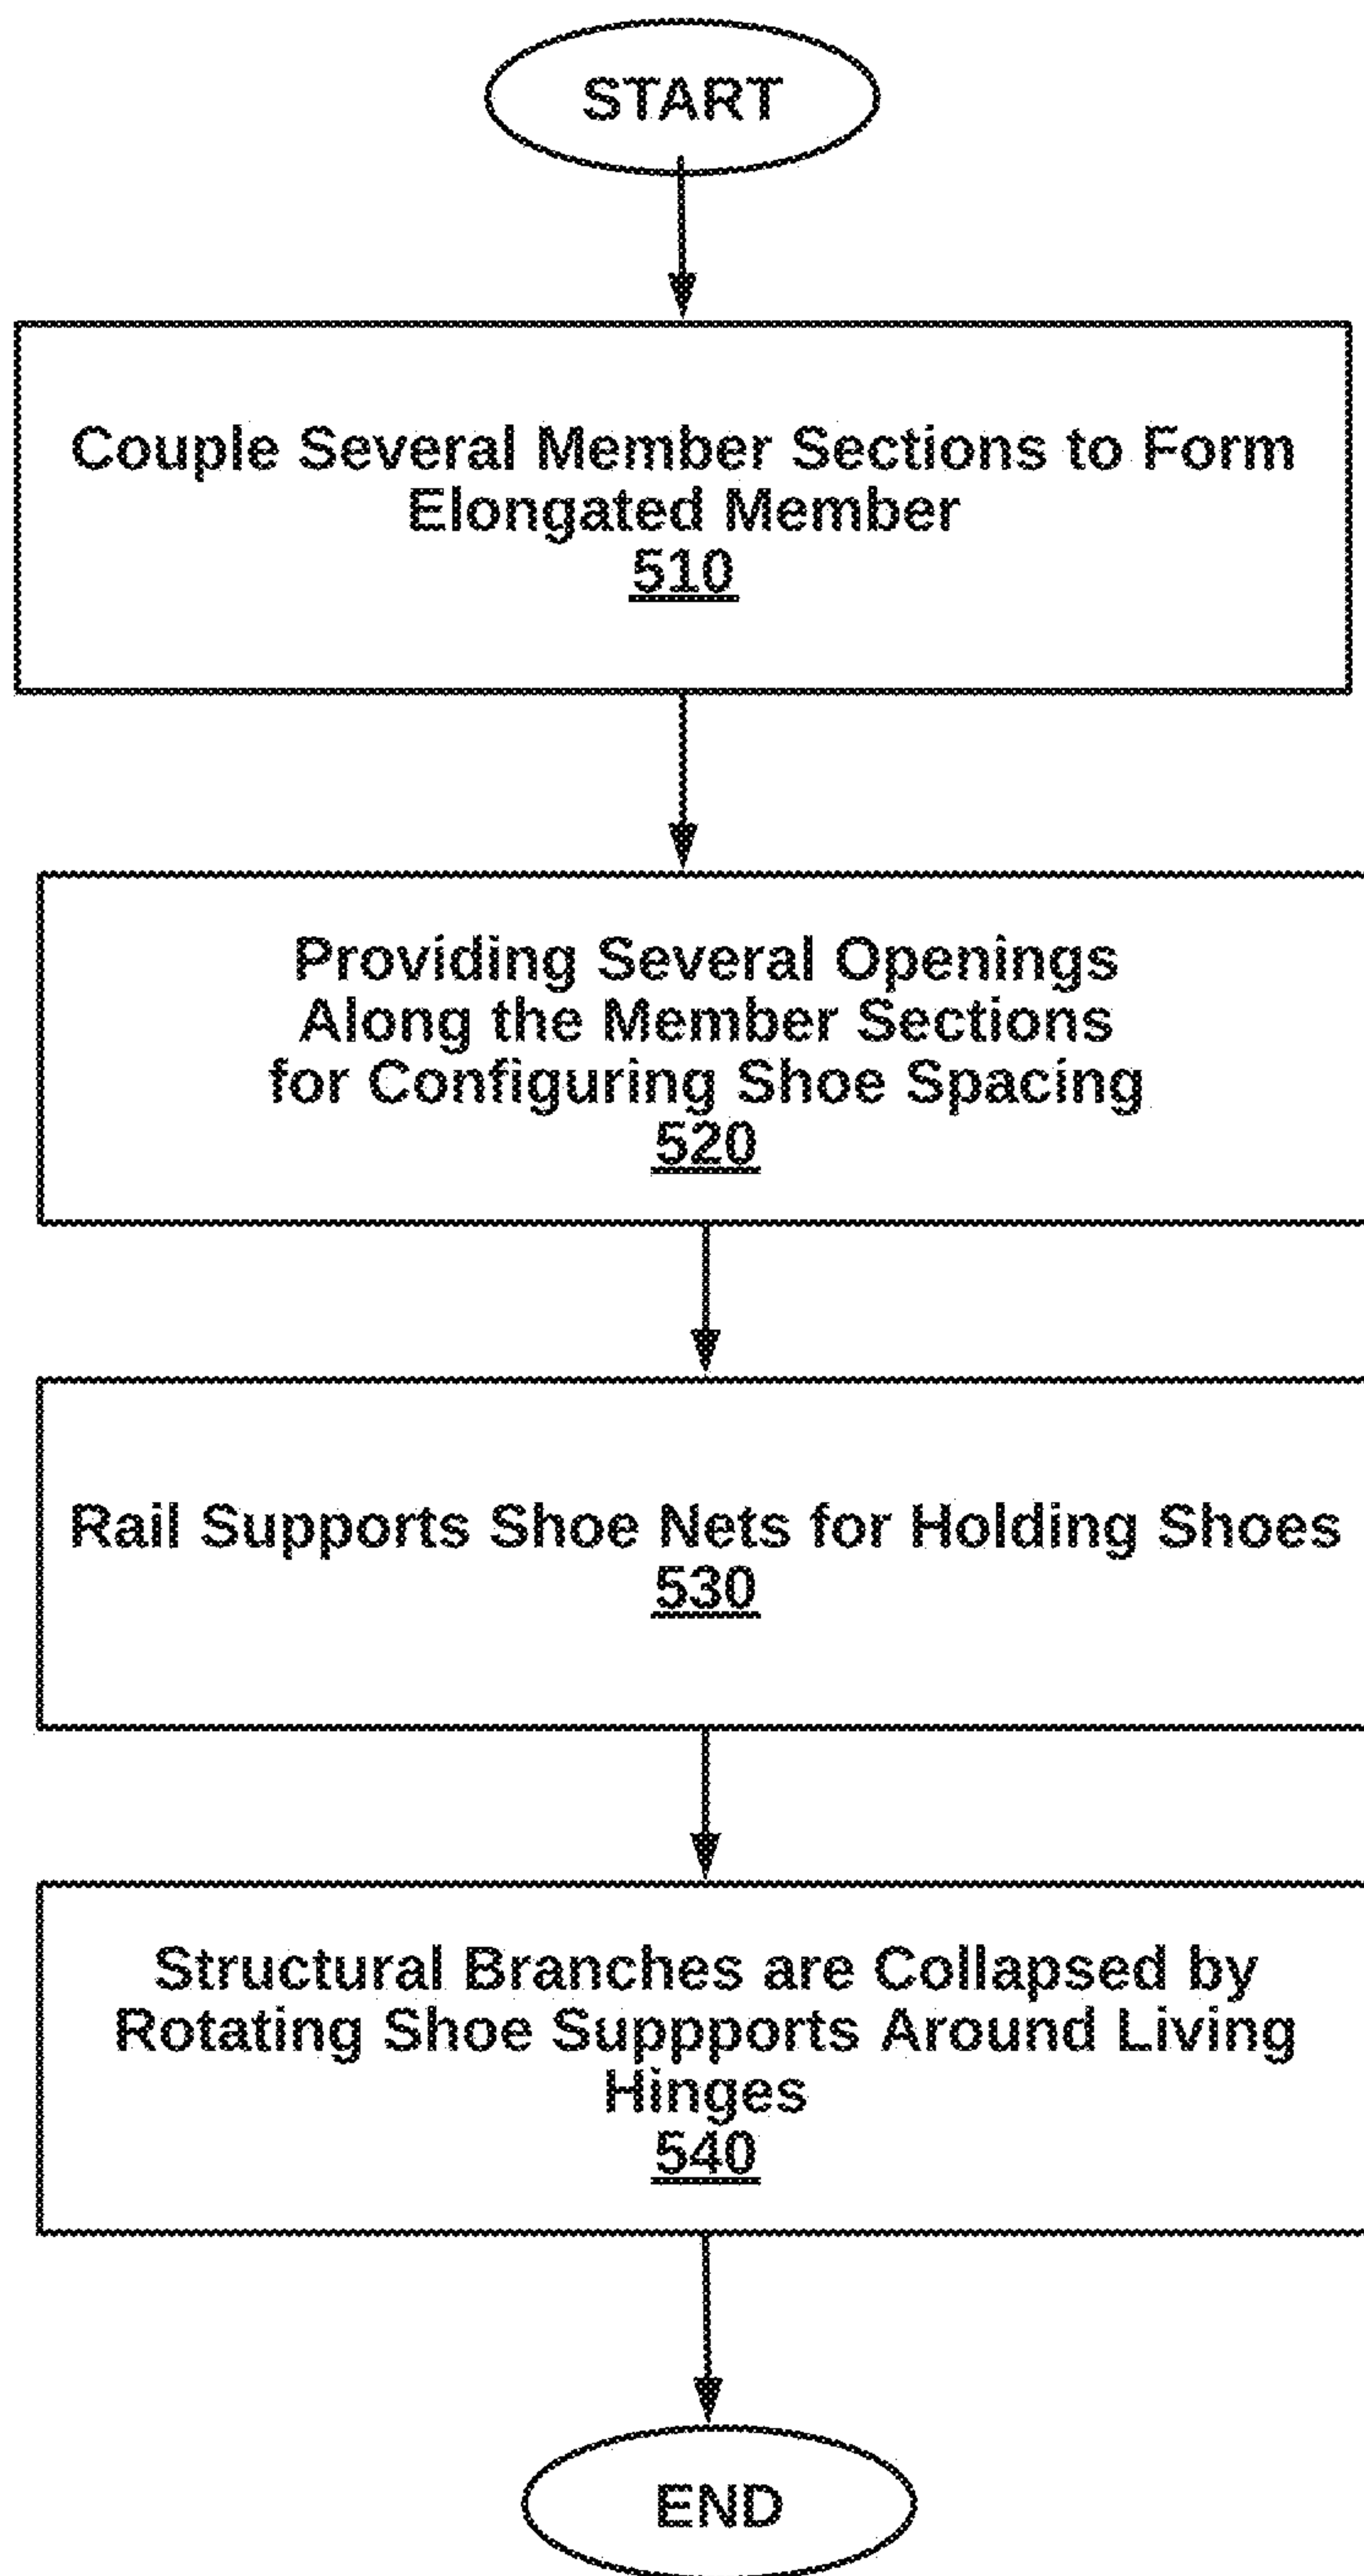 START
Couple Several Member Sections to Form
Elongated Member
510
Providing Several Openings
Along the Member Sections
for Configuring Shoe Spacing
520
Rail Supports Shoe Nets for Holding Shoes
530
Structural Branches are Collapsed by
Rotating Shoe Suppports Around Living
Hinges
540
END